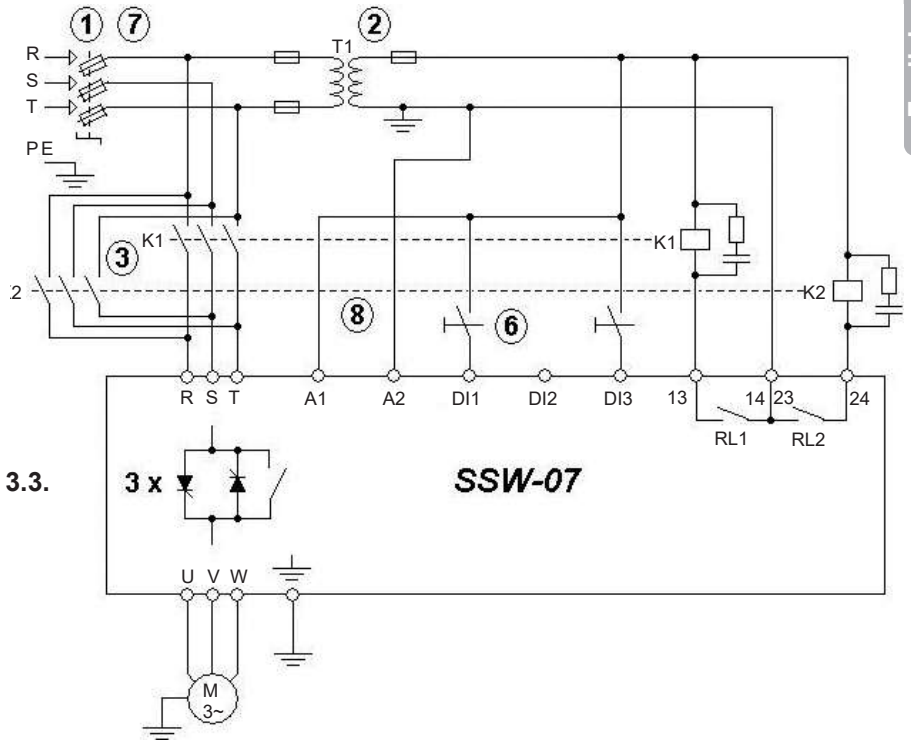 1 7 2
T1
R
S
T
PE
K1 3 K1
.2 K2
8 6
R S T A1 A2 DI1 DI2 DI3 13 14 23 24
RL1 RL2
3.3. 3 x SSW-07
U V W
M
3~